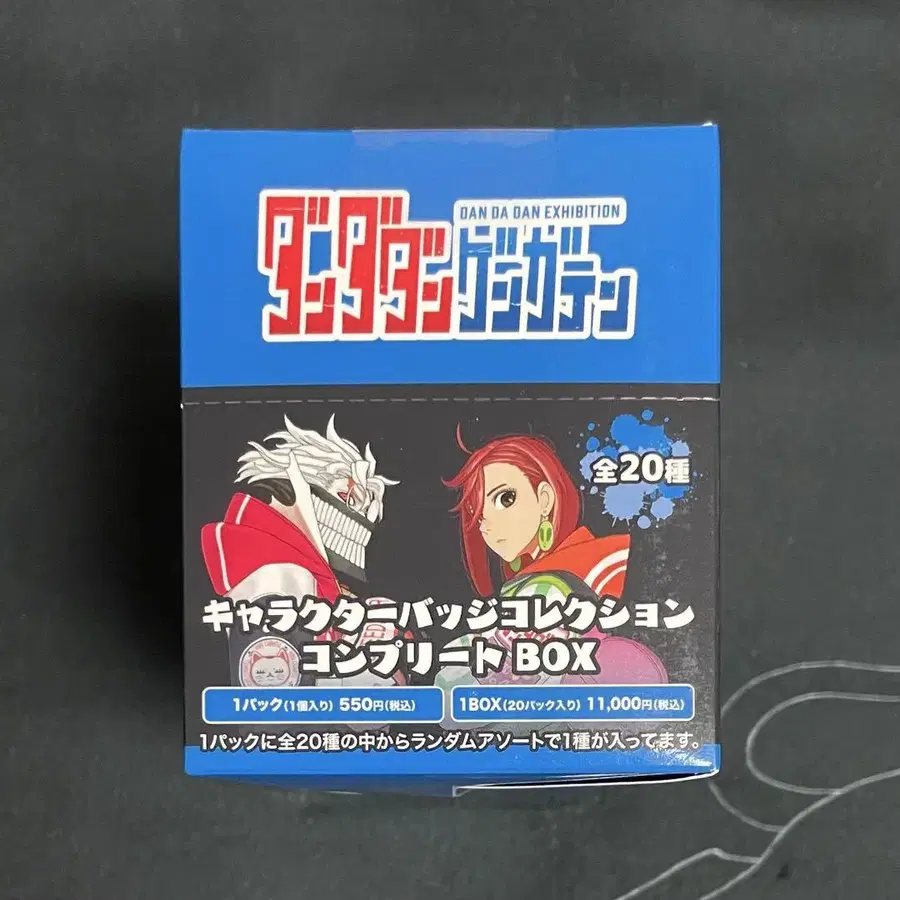 DAN DA DAN EXHIBITION
ダンダダンゲンガテン
全20種
キャラクターバッジコレクション
コンプリートBOX
1パック(1個入り) 550円(税込)
1BOX(20パック入り) 11,000円(税込)
1パックに全20種の中からランダムアソートで1種が入ってます。